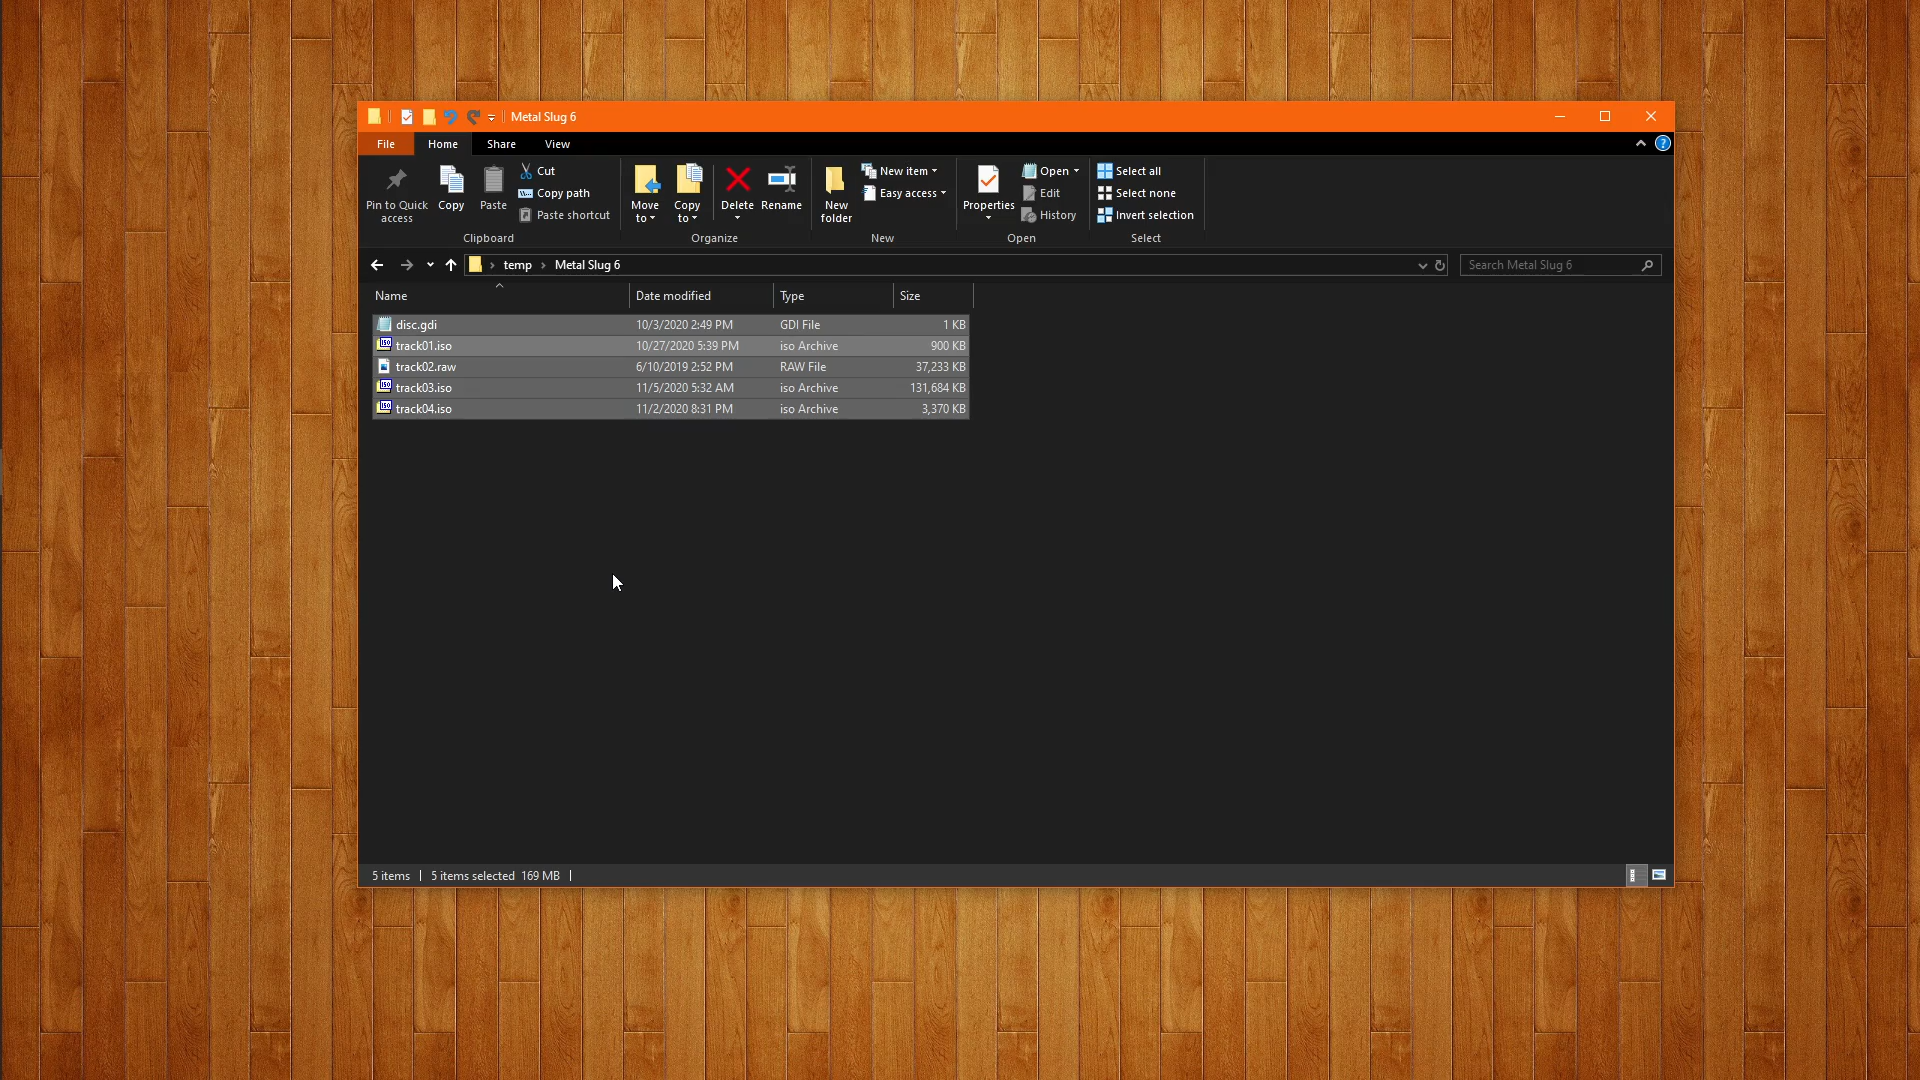 Metal Slug 6
File Home Share View
Pin to Quick access
Copy
Paste
Cut
Copy path
Paste shortcut
Clipboard
Move to
Copy to
Delete
Rename
Organize
New folder
New item
Easy access
New
Properties
Open
Edit
History
Open
Select all
Select none
Invert selection
Select
temp Metal Slug 6
Search Metal Slug 6
Name Date modified Type Size
disc.gdi 10/3/2020 2:49 PM GDI File 1 KB
track01.iso 10/27/2020 5:39 PM iso Archive 900 KB
track02.raw 6/10/2019 2:52 PM RAW File 37,233 KB
track03.iso 11/5/2020 5:32 AM iso Archive 131,684 KB
track04.iso 11/2/2020 8:31 PM iso Archive 3,370 KB
5 items 5 items selected 169 MB